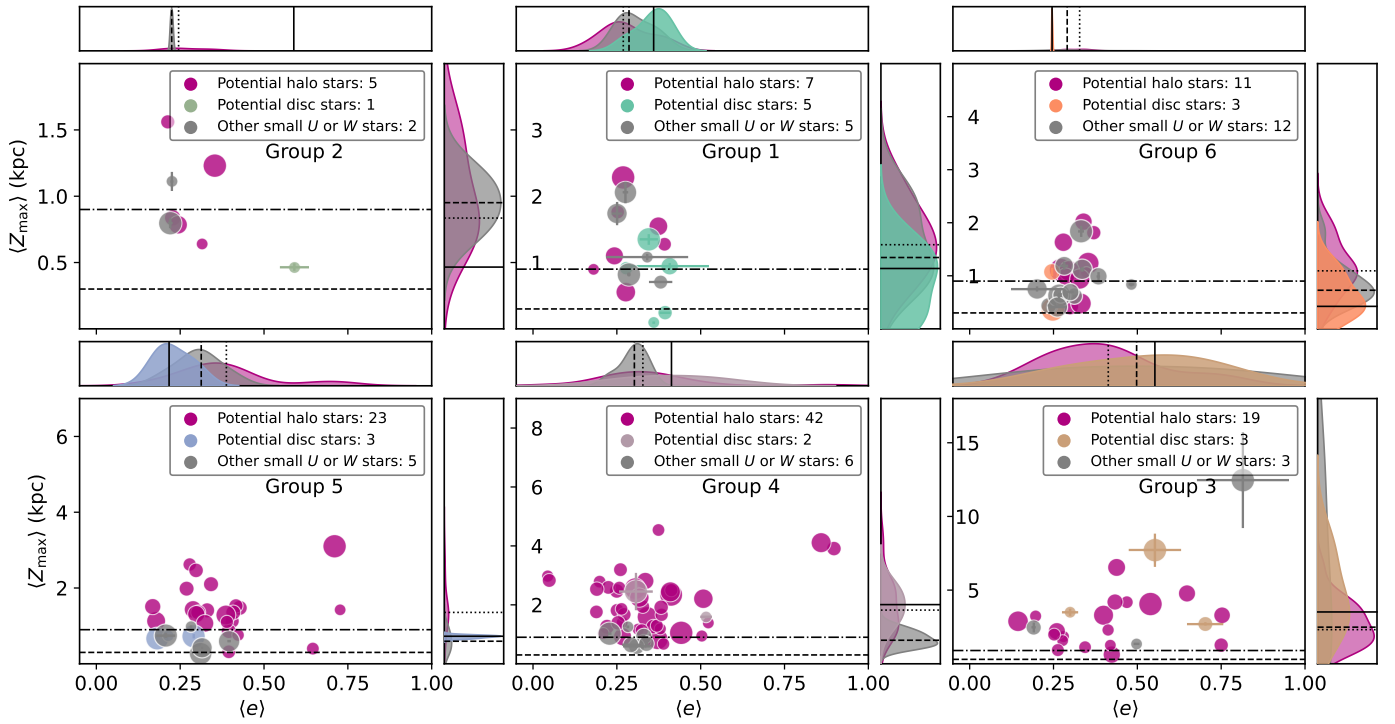 Potential halo stars: 5
Potential disc stars: 1
Other small U or W stars: 2
Group 2
⟨Z_max⟩ (kpc)
1.5
1.0
0.5
Potential halo stars: 7
Potential disc stars: 5
Other small U or W stars: 5
Group 1
3
2
1
Potential halo stars: 11
Potential disc stars: 3
Other small U or W stars: 12
Group 6
4
3
2
1
Potential halo stars: 23
Potential disc stars: 3
Other small U or W stars: 5
Group 5
⟨Z_max⟩ (kpc)
6
4
2
0.00 0.25 0.50 0.75 1.00
⟨e⟩
Potential halo stars: 42
Potential disc stars: 2
Other small U or W stars: 6
Group 4
8
6
4
2
0.00 0.25 0.50 0.75 1.00
⟨e⟩
Potential halo stars: 19
Potential disc stars: 3
Other small U or W stars: 3
Group 3
15
10
5
0.00 0.25 0.50 0.75 1.00
⟨e⟩